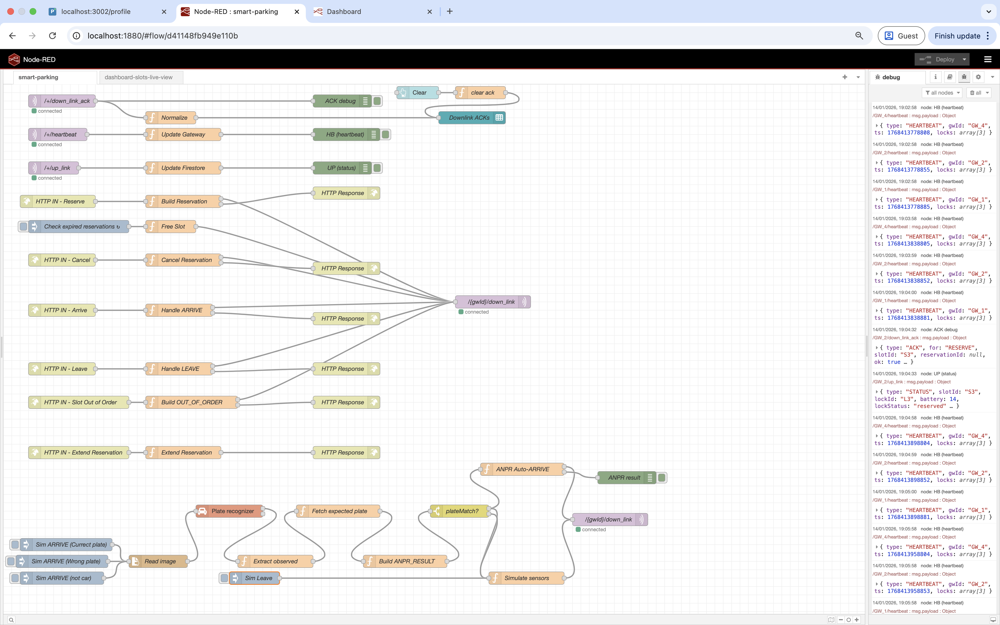 localhost:3002/profile
Node-RED : smart-parking
Dashboard
localhost:1880/#flow/d41148fb949e110b
Guest
Finish update
Node-RED
Deploy
smart-parking
dashboard-slots-live-view
/+/down_link_ack
connected
ACK debug
Clear
clear ack
Normalize
Downlink ACKs
/+/heartbeat
connected
Update Gateway
HB (heartbeat)
/+/up_link
connected
Update Firestore
UP (status)
HTTP IN - Reserve
Build Reservation
HTTP Response
Check expired reservations ↻
Free Slot
HTTP IN - Cancel
Cancel Reservation
HTTP Response
/{gwId}/down_link
connected
HTTP IN - Arrive
Handle ARRIVE
HTTP Response
HTTP IN - Leave
Handle LEAVE
HTTP Response
HTTP IN - Slot Out of Order
Build OUT_OF_ORDER
HTTP Response
HTTP IN - Extend Reservation
Extend Reservation
HTTP Response
ANPR Auto-ARRIVE
ANPR result
Plate recognizer
Fetch expected plate
plateMatch?
/{gwId}/down_link
connected
Sim ARRIVE (Currect plate)
Sim ARRIVE (Wrong plate)
Sim ARRIVE (not car)
Read image
Extract observed
Build ANPR_RESULT
Sim Leave
Simulate sensors
debug
all nodes
all
14/01/2026, 19:02:58 node: HB (heartbeat)
/GW_4/heartbeat : msg.payload : Object
{ type: "HEARTBEAT", gwId: "GW_4",
ts: 1768413778808, locks: array[3] }
14/01/2026, 19:02:58 node: HB (heartbeat)
/GW_2/heartbeat : msg.payload : Object
{ type: "HEARTBEAT", gwId: "GW_2",
ts: 1768413778855, locks: array[3] }
14/01/2026, 19:02:58 node: HB (heartbeat)
/GW_1/heartbeat : msg.payload : Object
{ type: "HEARTBEAT", gwId: "GW_1",
ts: 1768413778885, locks: array[3] }
14/01/2026, 19:03:58 node: HB (heartbeat)
/GW_4/heartbeat : msg.payload : Object
{ type: "HEARTBEAT", gwId: "GW_4",
ts: 1768413838805, locks: array[3] }
14/01/2026, 19:03:59 node: HB (heartbeat)
/GW_2/heartbeat : msg.payload : Object
{ type: "HEARTBEAT", gwId: "GW_2",
ts: 1768413838852, locks: array[3] }
14/01/2026, 19:04:00 node: HB (heartbeat)
/GW_1/heartbeat : msg.payload : Object
{ type: "HEARTBEAT", gwId: "GW_1",
ts: 1768413838881, locks: array[3] }
14/01/2026, 19:04:32 node: ACK debug
/GW_2/down_link_ack : msg.payload : Object
{ type: "ACK", for: "RESERVE",
slotId: "S3", reservationId: null,
ok: true … }
14/01/2026, 19:04:33 node: UP (status)
/GW_2/up_link : msg.payload : Object
{ type: "STATUS", slotId: "S3",
lockId: "L3", battery: 14,
lockStatus: "reserved" … }
14/01/2026, 19:04:58 node: HB (heartbeat)
/GW_4/heartbeat : msg.payload : Object
{ type: "HEARTBEAT", gwId: "GW_4",
ts: 1768413898804, locks: array[3] }
14/01/2026, 19:04:59 node: HB (heartbeat)
/GW_2/heartbeat : msg.payload : Object
{ type: "HEARTBEAT", gwId: "GW_2",
ts: 1768413898852, locks: array[3] }
14/01/2026, 19:05:00 node: HB (heartbeat)
/GW_1/heartbeat : msg.payload : Object
{ type: "HEARTBEAT", gwId: "GW_1",
ts: 1768413898881, locks: array[3] }
14/01/2026, 19:05:58 node: HB (heartbeat)
/GW_4/heartbeat : msg.payload : Object
{ type: "HEARTBEAT", gwId: "GW_4",
ts: 1768413958804, locks: array[3] }
14/01/2026, 19:05:58 node: HB (heartbeat)
/GW_2/heartbeat : msg.payload : Object
{ type: "HEARTBEAT", gwId: "GW_2",
ts: 1768413958853, locks: array[3] }
14/01/2026, 19:05:58 node: HB (heartbeat)
/GW_1/heartbeat : msg.payload : Object